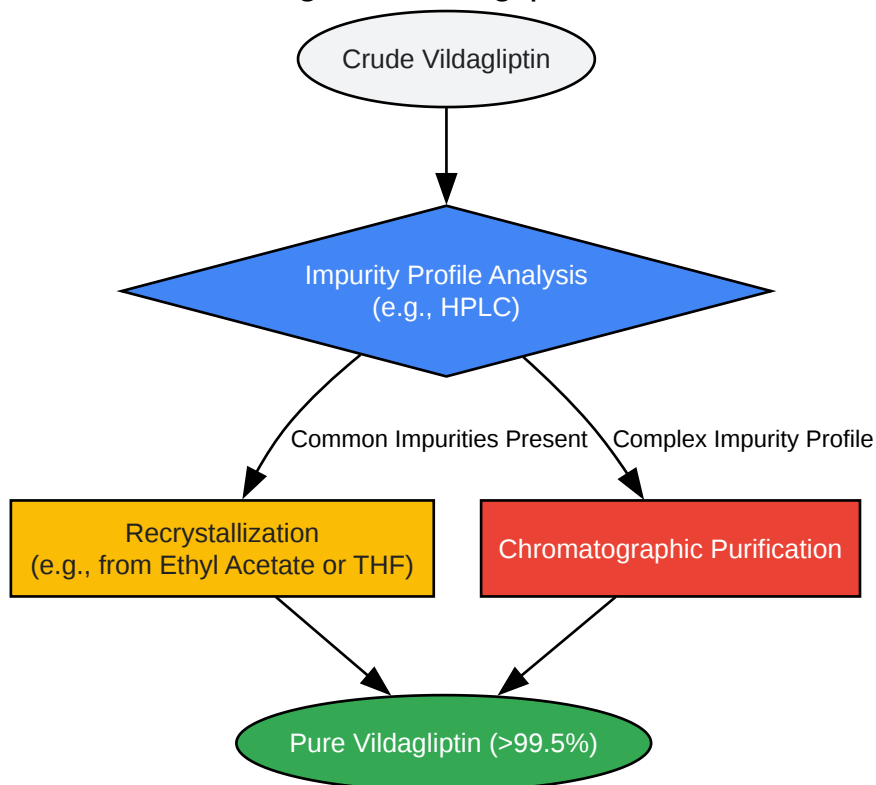 Crude Vildagliptin
Impurity Profile Analysis
(e.g., HPLC)
Common Impurities Present
Complex Impurity Profile
Recrystallization
(e.g., from Ethyl Acetate or THF)
Chromatographic Purification
Pure Vildagliptin (>99.5%)